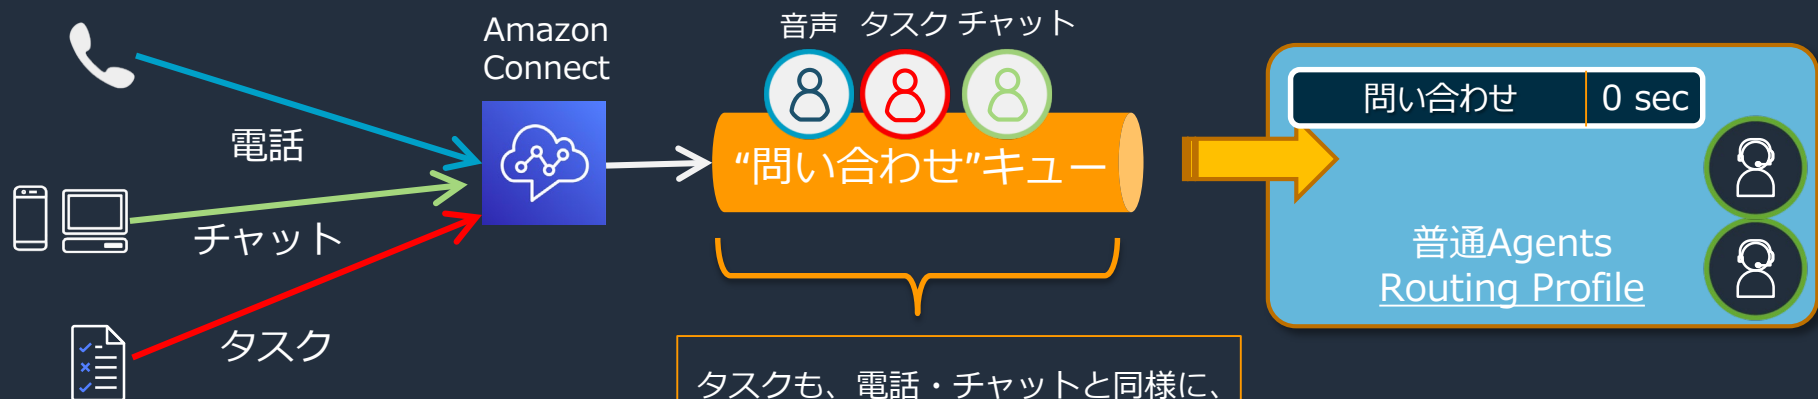 Amazon
Connect
音声 タスク チャット
電話
チャット
タスク
“問い合わせ”キュー
問い合わせ 0 sec
普通Agents
Routing Profile
タスクも、電話・チャットと同様に、